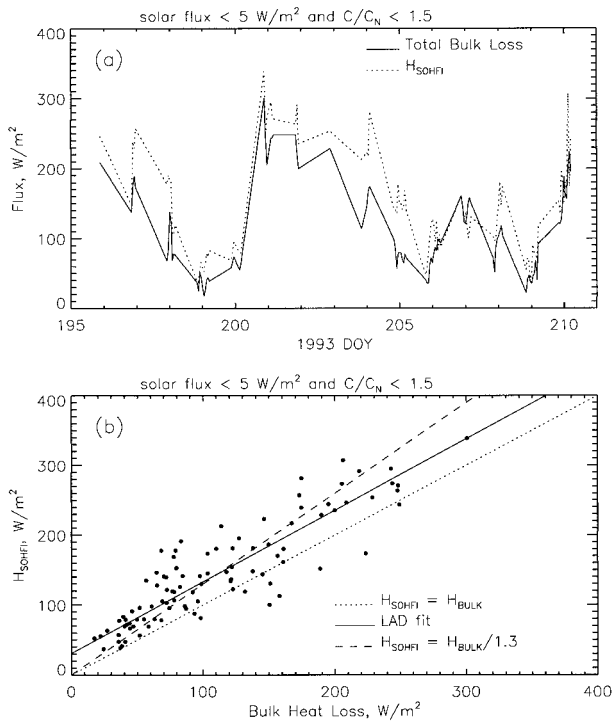 solar flux < 5 W/m² and C/C_N < 1.5
(a)
Total Bulk Loss
H_SOHFI
Flux, W/m²
400
300
200
100
0
195
200
205
210
1993 DOY
solar flux < 5 W/m² and C/C_N < 1.5
(b)
H_SOHFI, W/m²
400
300
200
100
0
H_SOHFI = H_BULK
LAD fit
H_SOHFI = H_BULK/1.3
0
100
200
300
400
Bulk Heat Loss, W/m²